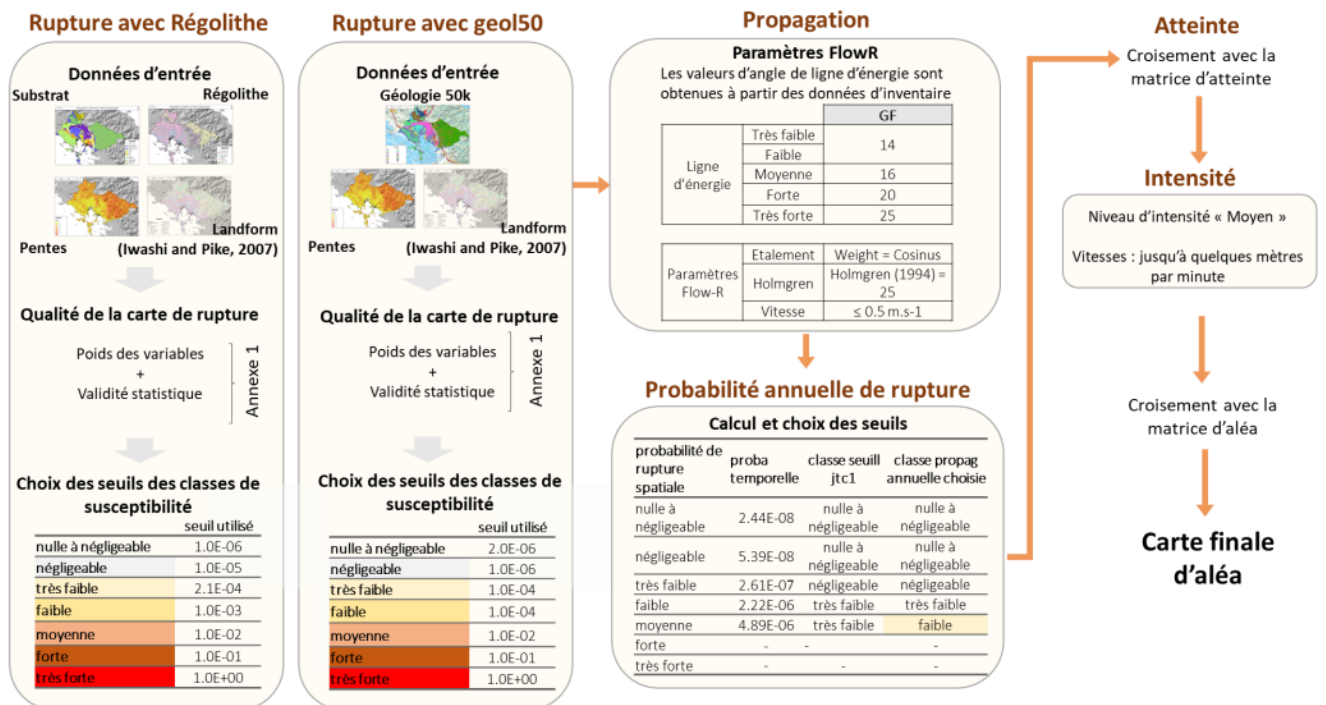 Rupture avec Régolithe
Données d'entrée
Substrat
Régolithe
Pentes
Landform
(Iwashi and Pike, 2007)
Qualité de la carte de rupture
Poids des variables
+
Validité statistique
Annexe 1
Choix des seuils des classes de
susceptibilité
seuil utilisé
nulle à négligeable 1.0E-06
négligeable 1.0E-05
très faible 2.1E-04
faible 1.0E-03
moyenne 1.0E-02
forte 1.0E-01
très forte 1.0E+00
Rupture avec geol50
Données d'entrée
Géologie 50k
Pentes
Landform
(Iwashi and Pike, 2007)
Qualité de la carte de rupture
Poids des variables
+
Validité statistique
Annexe 1
Choix des seuils des classes de
susceptibilité
seuil utilisé
nulle à négligeable 2.0E-06
négligeable 1.0E-06
très faible 1.0E-04
faible 1.0E-04
moyenne 1.0E-02
forte 1.0E-01
très forte 1.0E+00
Propagation
Paramètres FlowR
Les valeurs d'angle de ligne d'énergie sont
obtenues à partir des données d'inventaire
GF
Ligne
d'énergie
Très faible
Faible
14
Moyenne 16
Forte 20
Très forte 25
Paramètres
Flow-R
Etalement Weight = Cosinus
Holmgren
Holmgren (1994) =
25
Vitesse ≤ 0.5 m.s-1
Probabilité annuelle de rupture
Calcul et choix des seuils
probabilité de
rupture
spatiale
proba
temporelle
classe seuill
jtc1
classe propag
annuelle choisie
nulle à
négligeable
2.44E-08
nulle à
négligeable
nulle à
négligeable
négligeable
5.39E-08
nulle à
négligeable
nulle à
négligeable
très faible 2.61E-07 négligeable négligeable
faible 2.22E-06 très faible très faible
moyenne 4.89E-06 très faible faible
forte - - -
très forte - - -
Atteinte
Croisement avec la
matrice d'atteinte
Intensité
Niveau d'intensité « Moyen »
Vitesses : jusqu'à quelques mètres
par minute
Croisement avec la
matrice d'aléa
Carte finale
d'aléa